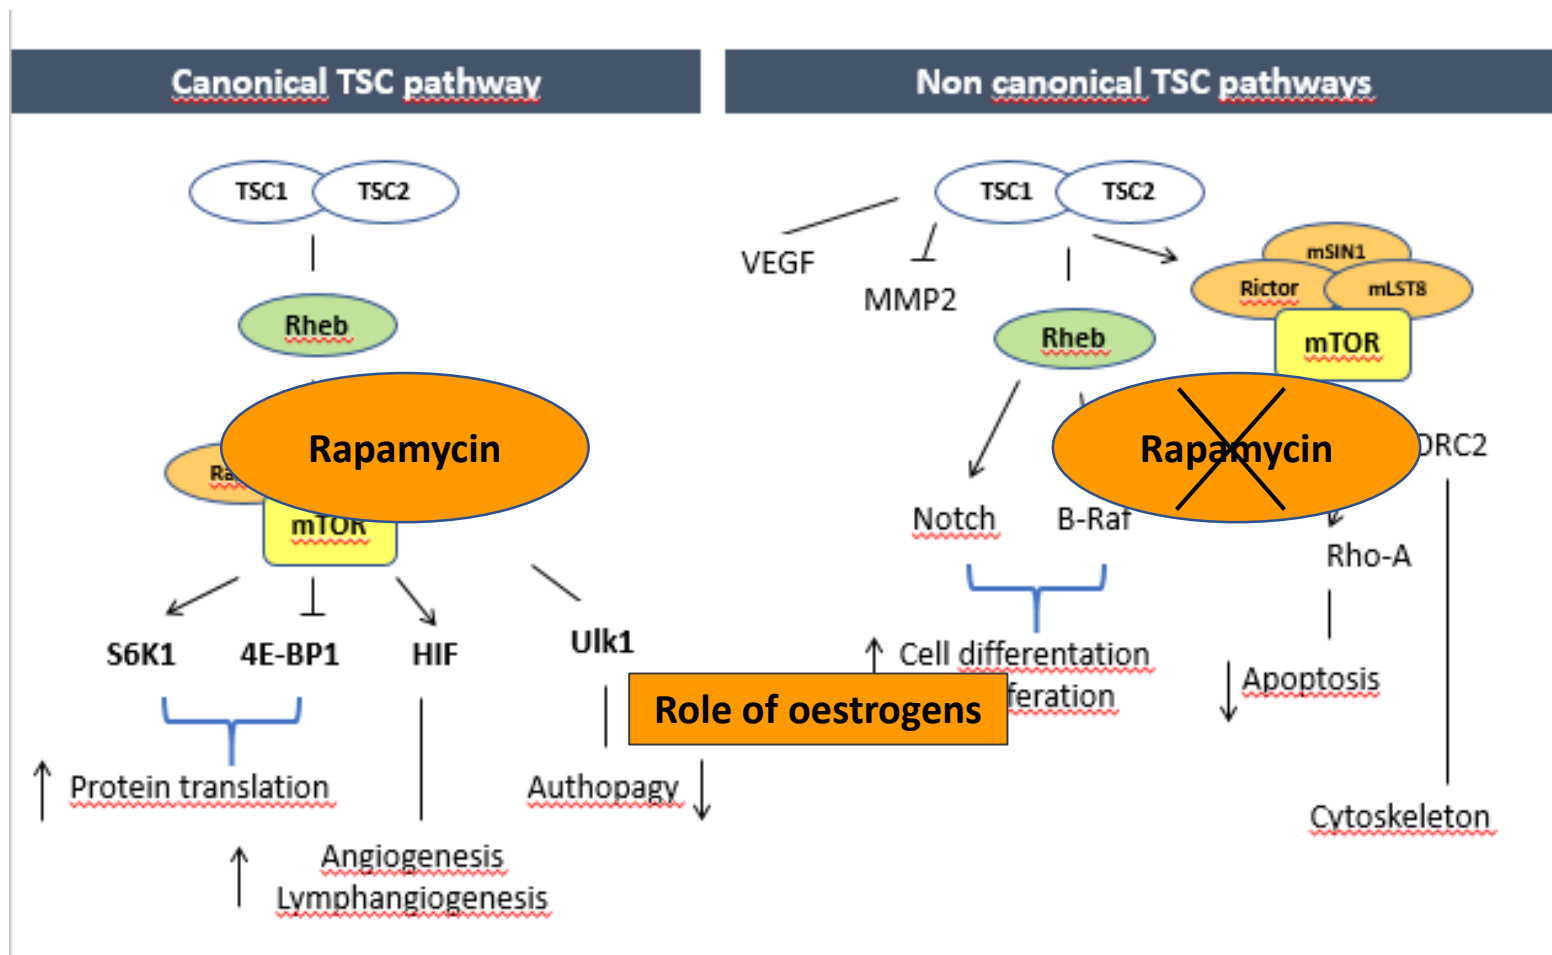 Canonical TSC pathway
Non canonical TSC pathways
TSC1
TSC2
Rheb
Rapamycin
mTOR
S6K1
4E-BP1
HIF
Ulk1
Protein translation
Angiogenesis
Lymphangiogenesis
Authopagy
Role of oestrogens
TSC1
TSC2
VEGF
MMP2
mSIN1
Rictor
mLST8
mTOR
Rheb
Rapamycin
ORC2
Notch
B-Raf
Rho-A
Cell differentation
feration
Apoptosis
Cytoskeleton